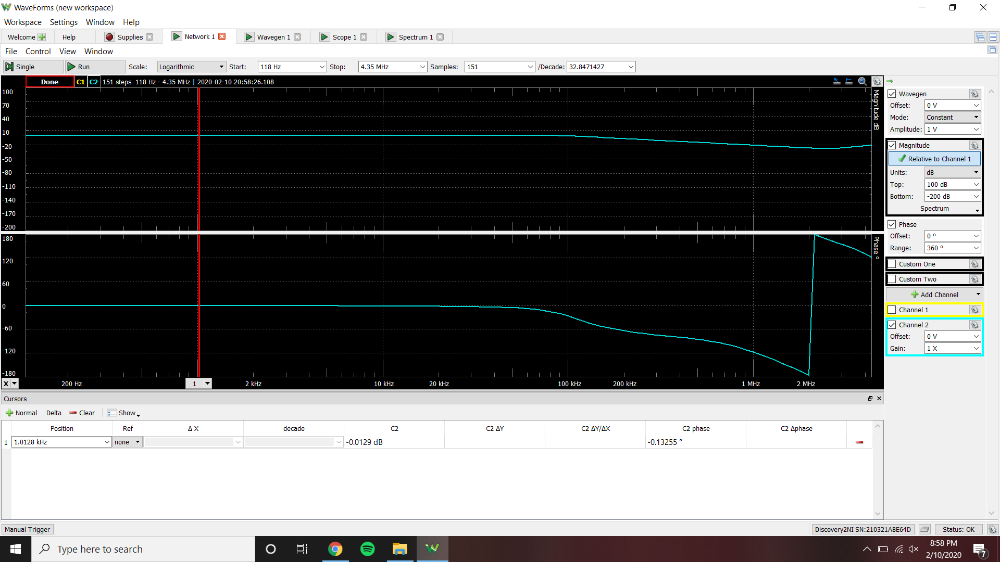 WaveForms (new workspace)
Workspace Settings Window Help
Welcome Help Supplies Network 1 Wavegen 1 Scope 1 Spectrum 1
File Control View Window
Single Run Scale: Logarithmic Start: 118 Hz Stop: 4.35 MHz Samples: 151 /Decade: 32.8471427
Done C1 C2 151 steps 118 Hz - 4.35 MHz | 2020-02-10 20:58:26.108
100
70
40
10
-20
-50
-80
-110
-140
-170
-200
Magnitude dB
180
120
60
0
-60
-120
-180
Phase °
X 200 Hz 1 2 kHz 10 kHz 20 kHz 100 kHz 200 kHz 1 MHz 2 MHz
Wavegen
Offset: 0 V
Mode: Constant
Amplitude: 1 V
Magnitude
Relative to Channel 1
Units: dB
Top: 100 dB
Bottom: -200 dB
Spectrum
Phase
Offset: 0 °
Range: 360 °
Custom One
Custom Two
Add Channel
Channel 1
Channel 2
Offset: 0 V
Gain: 1 X
Cursors
Normal Delta Clear Show
Position Ref Δ X decade C2 C2 ΔY C2 ΔY/ΔX C2 phase C2 Δphase
1 1.0128 kHz none -0.0129 dB -0.13255 °
Manual Trigger Discovery2NI SN:210321ABE64D Status: OK
Type here to search
8:58 PM
2/10/2020
7